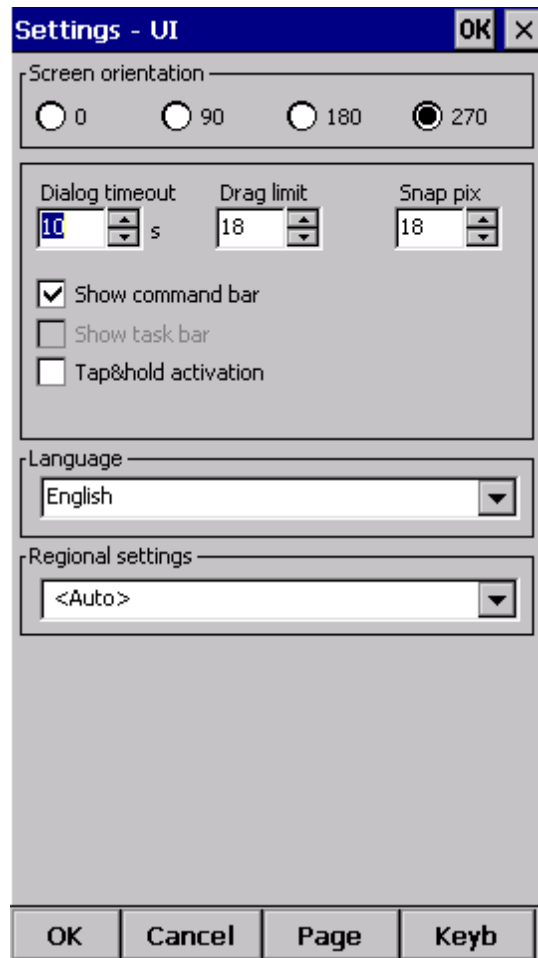 Settings - UI OK ×
Screen orientation
0 90 180 270
Dialog timeout Drag limit Snap pix
10 s 18 18
Show command bar
Show task bar
Tap&hold activation
Language
English
Regional settings
<Auto>
OK Cancel Page Keyb